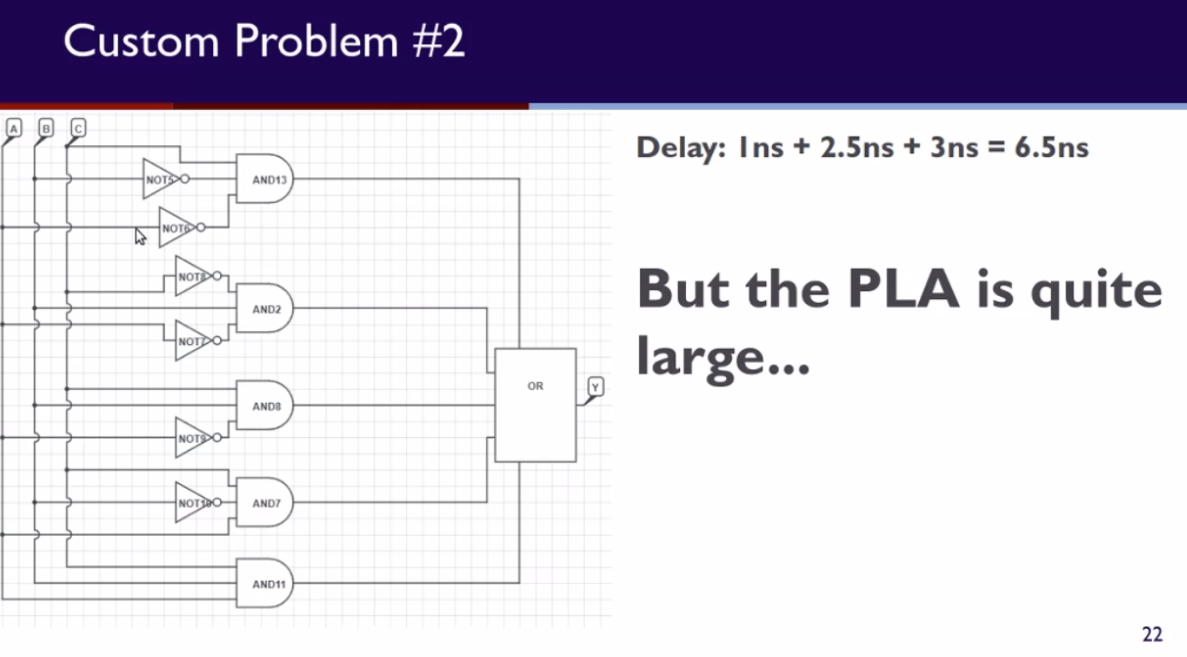 Custom Problem #2
A B C
Delay: 1ns + 2.5ns + 3ns = 6.5ns
NOT5
AND13
NOT6
But the PLA is quite
large...
NOT8
AND2
NOT7
OR
Y
AND8
NOT9
NOT10
AND7
AND11
22